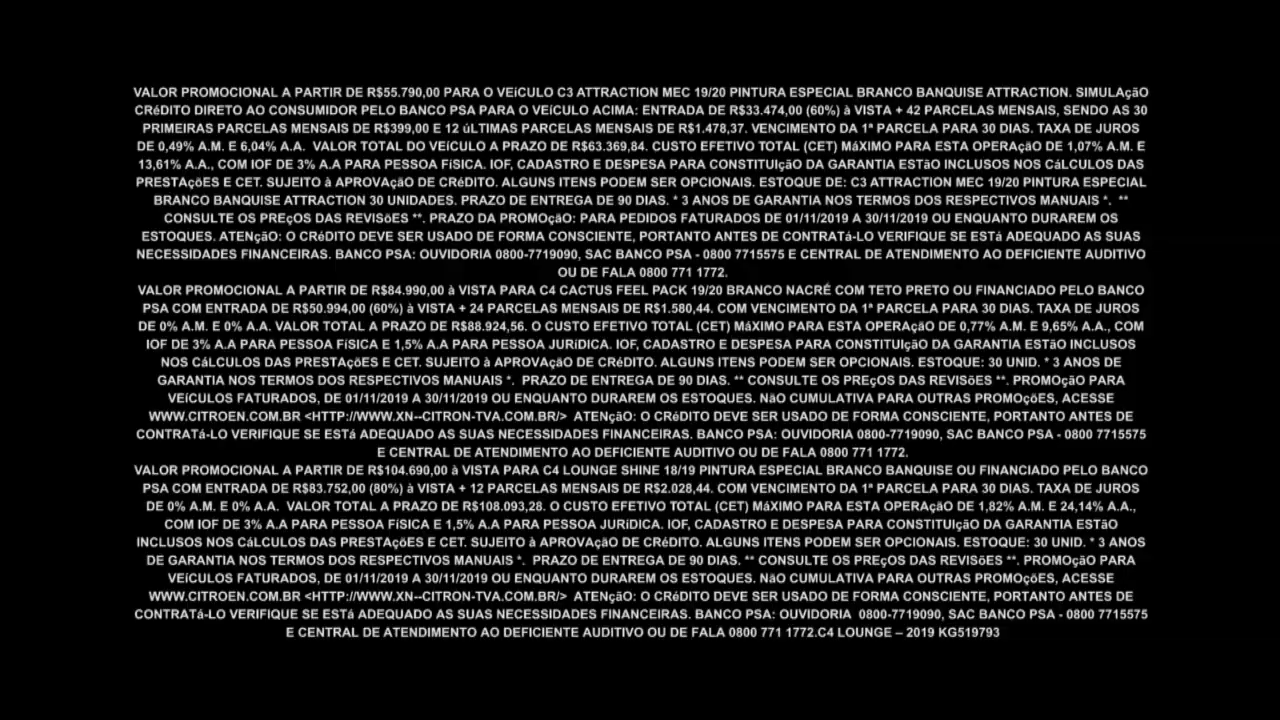 VALOR PROMOCIONAL A PARTIR DE R$55.790,00 PARA O VEíCULO C3 ATTRACTION MEC 19/20 PINTURA ESPECIAL BRANCO BANQUISE ATTRACTION. SIMULAçãO
CRéDITO DIRETO AO CONSUMIDOR PELO BANCO PSA PARA O VEíCULO ACIMA: ENTRADA DE R$33.474,00 (60%) à VISTA + 42 PARCELAS MENSAIS, SENDO AS 30
PRIMEIRAS PARCELAS MENSAIS DE R$399,00 E 12 úLTIMAS PARCELAS MENSAIS DE R$1.478,37. VENCIMENTO DA 1ª PARCELA PARA 30 DIAS. TAXA DE JUROS
DE 0,49% A.M. E 6,04% A.A.  VALOR TOTAL DO VEíCULO A PRAZO DE R$63.369,84. CUSTO EFETIVO TOTAL (CET) MáXIMO PARA ESTA OPERAçãO DE 1,07% A.M. E
13,61% A.A., COM IOF DE 3% A.A PARA PESSOA FíSICA. IOF, CADASTRO E DESPESA PARA CONSTITUIçãO DA GARANTIA ESTãO INCLUSOS NOS CáLCULOS DAS
PRESTAçõES E CET. SUJEITO à APROVAçãO DE CRéDITO. ALGUNS ITENS PODEM SER OPCIONAIS. ESTOQUE DE: C3 ATTRACTION MEC 19/20 PINTURA ESPECIAL
BRANCO BANQUISE ATTRACTION 30 UNIDADES. PRAZO DE ENTREGA DE 90 DIAS. * 3 ANOS DE GARANTIA NOS TERMOS DOS RESPECTIVOS MANUAIS *.  **
CONSULTE OS PREçOS DAS REVISõES **. PRAZO DA PROMOçãO: PARA PEDIDOS FATURADOS DE 01/11/2019 A 30/11/2019 OU ENQUANTO DURAREM OS
ESTOQUES. ATENçãO: O CRéDITO DEVE SER USADO DE FORMA CONSCIENTE, PORTANTO ANTES DE CONTRATá-LO VERIFIQUE SE ESTá ADEQUADO AS SUAS
NECESSIDADES FINANCEIRAS. BANCO PSA: OUVIDORIA 0800-7719090, SAC BANCO PSA - 0800 7715575 E CENTRAL DE ATENDIMENTO AO DEFICIENTE AUDITIVO
OU DE FALA 0800 771 1772.
VALOR PROMOCIONAL A PARTIR DE R$84.990,00 à VISTA PARA C4 CACTUS FEEL PACK 19/20 BRANCO NACRÉ COM TETO PRETO OU FINANCIADO PELO BANCO
PSA COM ENTRADA DE R$50.994,00 (60%) à VISTA + 24 PARCELAS MENSAIS DE R$1.580,44. COM VENCIMENTO DA 1ª PARCELA PARA 30 DIAS. TAXA DE JUROS
DE 0% A.M. E 0% A.A. VALOR TOTAL A PRAZO DE R$88.924,56. O CUSTO EFETIVO TOTAL (CET) MáXIMO PARA ESTA OPERAçãO DE 0,77% A.M. E 9,65% A.A., COM
IOF DE 3% A.A PARA PESSOA FíSICA E 1,5% A.A PARA PESSOA JURíDICA. IOF, CADASTRO E DESPESA PARA CONSTITUIçãO DA GARANTIA ESTãO INCLUSOS
NOS CáLCULOS DAS PRESTAçõES E CET. SUJEITO à APROVAçãO DE CRéDITO. ALGUNS ITENS PODEM SER OPCIONAIS. ESTOQUE: 30 UNID. * 3 ANOS DE
GARANTIA NOS TERMOS DOS RESPECTIVOS MANUAIS *.  PRAZO DE ENTREGA DE 90 DIAS. ** CONSULTE OS PREçOS DAS REVISõES **. PROMOçãO PARA
VEíCULOS FATURADOS, DE 01/11/2019 A 30/11/2019 OU ENQUANTO DURAREM OS ESTOQUES. NãO CUMULATIVA PARA OUTRAS PROMOçõES, ACESSE
WWW.CITROEN.COM.BR <HTTP://WWW.XN--CITRON-TVA.COM.BR/>  ATENçãO: O CRéDITO DEVE SER USADO DE FORMA CONSCIENTE, PORTANTO ANTES DE
CONTRATá-LO VERIFIQUE SE ESTá ADEQUADO AS SUAS NECESSIDADES FINANCEIRAS. BANCO PSA: OUVIDORIA 0800-7719090, SAC BANCO PSA - 0800 7715575
E CENTRAL DE ATENDIMENTO AO DEFICIENTE AUDITIVO OU DE FALA 0800 771 1772.
VALOR PROMOCIONAL A PARTIR DE R$104.690,00 à VISTA PARA C4 LOUNGE SHINE 18/19 PINTURA ESPECIAL BRANCO BANQUISE OU FINANCIADO PELO BANCO
PSA COM ENTRADA DE R$83.752,00 (80%) à VISTA + 12 PARCELAS MENSAIS DE R$2.028,44. COM VENCIMENTO DA 1ª PARCELA PARA 30 DIAS. TAXA DE JUROS
DE 0% A.M. E 0% A.A.  VALOR TOTAL A PRAZO DE R$108.093,28. O CUSTO EFETIVO TOTAL (CET) MáXIMO PARA ESTA OPERAçãO DE 1,82% A.M. E 24,14% A.A.,
COM IOF DE 3% A.A PARA PESSOA FíSICA E 1,5% A.A PARA PESSOA JURíDICA. IOF, CADASTRO E DESPESA PARA CONSTITUIçãO DA GARANTIA ESTãO
INCLUSOS NOS CáLCULOS DAS PRESTAçõES E CET. SUJEITO à APROVAçãO DE CRéDITO. ALGUNS ITENS PODEM SER OPCIONAIS. ESTOQUE: 30 UNID. * 3 ANOS
DE GARANTIA NOS TERMOS DOS RESPECTIVOS MANUAIS *.  PRAZO DE ENTREGA DE 90 DIAS. ** CONSULTE OS PREçOS DAS REVISõES **. PROMOçãO PARA
VEíCULOS FATURADOS, DE 01/11/2019 A 30/11/2019 OU ENQUANTO DURAREM OS ESTOQUES. NãO CUMULATIVA PARA OUTRAS PROMOçõES, ACESSE
WWW.CITROEN.COM.BR <HTTP://WWW.XN--CITRON-TVA.COM.BR/>  ATENçãO: O CRéDITO DEVE SER USADO DE FORMA CONSCIENTE, PORTANTO ANTES DE
CONTRATá-LO VERIFIQUE SE ESTá ADEQUADO AS SUAS NECESSIDADES FINANCEIRAS. BANCO PSA: OUVIDORIA  0800-7719090, SAC BANCO PSA - 0800 7715575
E CENTRAL DE ATENDIMENTO AO DEFICIENTE AUDITIVO OU DE FALA 0800 771 1772.C4 LOUNGE – 2019 KG519793